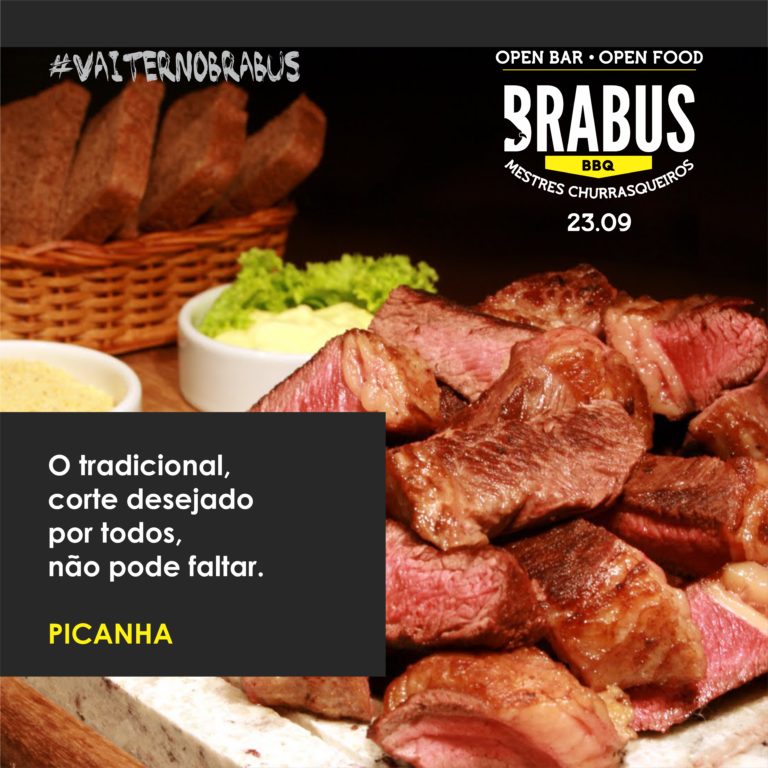 #VAITERNOBRABUS
OPEN BAR • OPEN FOOD
BRABUS
BBQ
MESTRES CHURRASQUEIROS
23.09
O tradicional,
corte desejado
por todos,
não pode faltar.
PICANHA